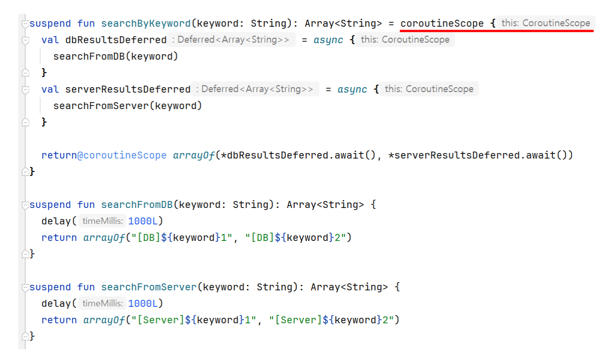 suspend fun searchByKeyword(keyword: String): Array<String> = coroutineScope { this: CoroutineScope
val dbResultsDeferred : Deferred<Array<String>> = async { this: CoroutineScope
searchFromDB(keyword)
}
val serverResultsDeferred : Deferred<Array<String>> = async { this: CoroutineScope
searchFromServer(keyword)
}
return@coroutineScope arrayOf(*dbResultsDeferred.await(), *serverResultsDeferred.await())
}
suspend fun searchFromDB(keyword: String): Array<String> {
delay( timeMillis: 1000L)
return arrayOf("[DB]${keyword}1", "[DB]${keyword}2")
}
suspend fun searchFromServer(keyword: String): Array<String> {
delay( timeMillis: 1000L)
return arrayOf("[Server]${keyword}1", "[Server]${keyword}2")
}